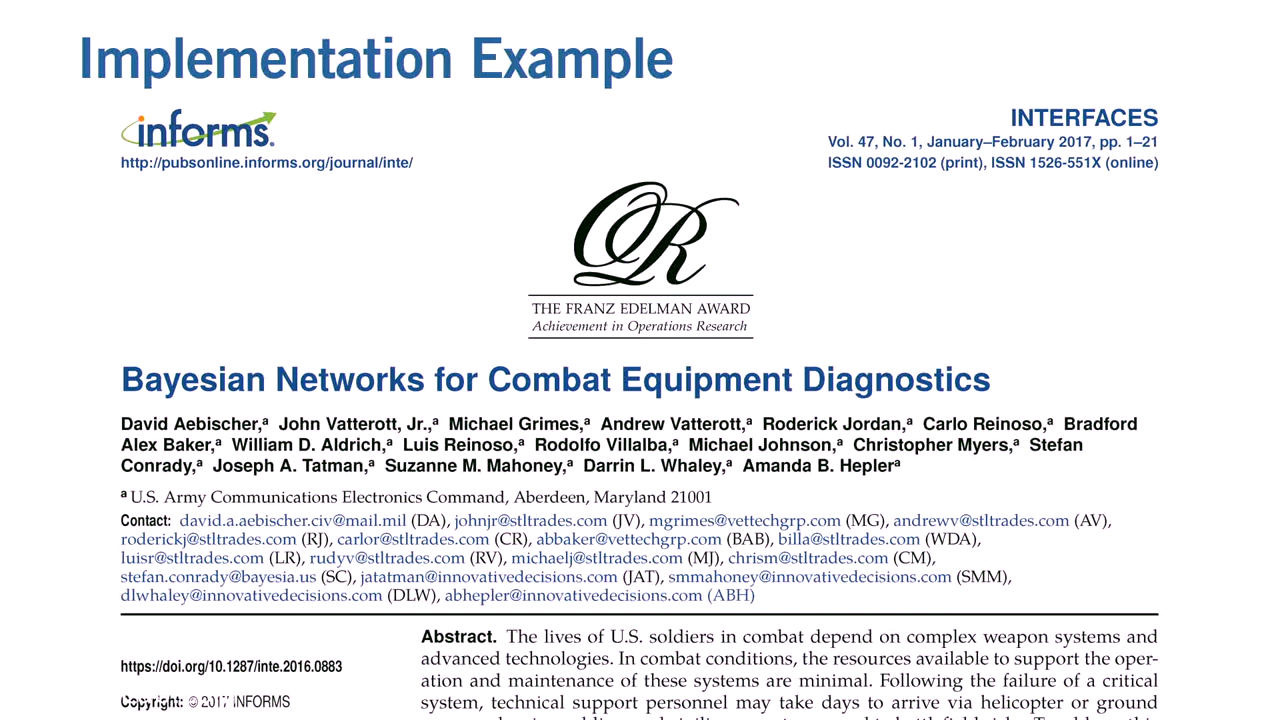 Implementation Example
informs®
http://pubsonline.informs.org/journal/inte/
INTERFACES
Vol. 47, No. 1, January–February 2017, pp. 1–21
ISSN 0092-2102 (print), ISSN 1526-551X (online)
OR
THE FRANZ EDELMAN AWARD
Achievement in Operations Research
Bayesian Networks for Combat Equipment Diagnostics
David Aebischer,ª John Vatterott, Jr.,ª Michael Grimes,ª Andrew Vatterott,ª Roderick Jordan,ª Carlo Reinoso,ª Bradford
Alex Baker,ª William D. Aldrich,ª Luis Reinoso,ª Rodolfo Villalba,ª Michael Johnson,ª Christopher Myers,ª Stefan
Conrady,ª Joseph A. Tatman,ª Suzanne M. Mahoney,ª Darrin L. Whaley,ª Amanda B. Heplerª
ª U.S. Army Communications Electronics Command, Aberdeen, Maryland 21001
Contact: david.a.aebischer.civ@mail.mil (DA), johnjr@stltrades.com (JV), mgrimes@vettechgrp.com (MG), andrewv@stltrades.com (AV),
roderickj@stltrades.com (RJ), carlor@stltrades.com (CR), abbaker@vettechgrp.com (BAB), billa@stltrades.com (WDA),
luisr@stltrades.com (LR), rudyv@stltrades.com (RV), michaelj@stltrades.com (MJ), chrism@stltrades.com (CM),
stefan.conrady@bayesia.us (SC), jatatman@innovativedecisions.com (JAT), smmahoney@innovativedecisions.com (SMM),
dlwhaley@innovativedecisions.com (DLW), abhepler@innovativedecisions.com (ABH)
https://doi.org/10.1287/inte.2016.0883
Copyright: © 2017 INFORMS
Abstract. The lives of U.S. soldiers in combat depend on complex weapon systems and
advanced technologies. In combat conditions, the resources available to support the oper-
ation and maintenance of these systems are minimal. Following the failure of a critical
system, technical support personnel may take days to arrive via helicopter or ground